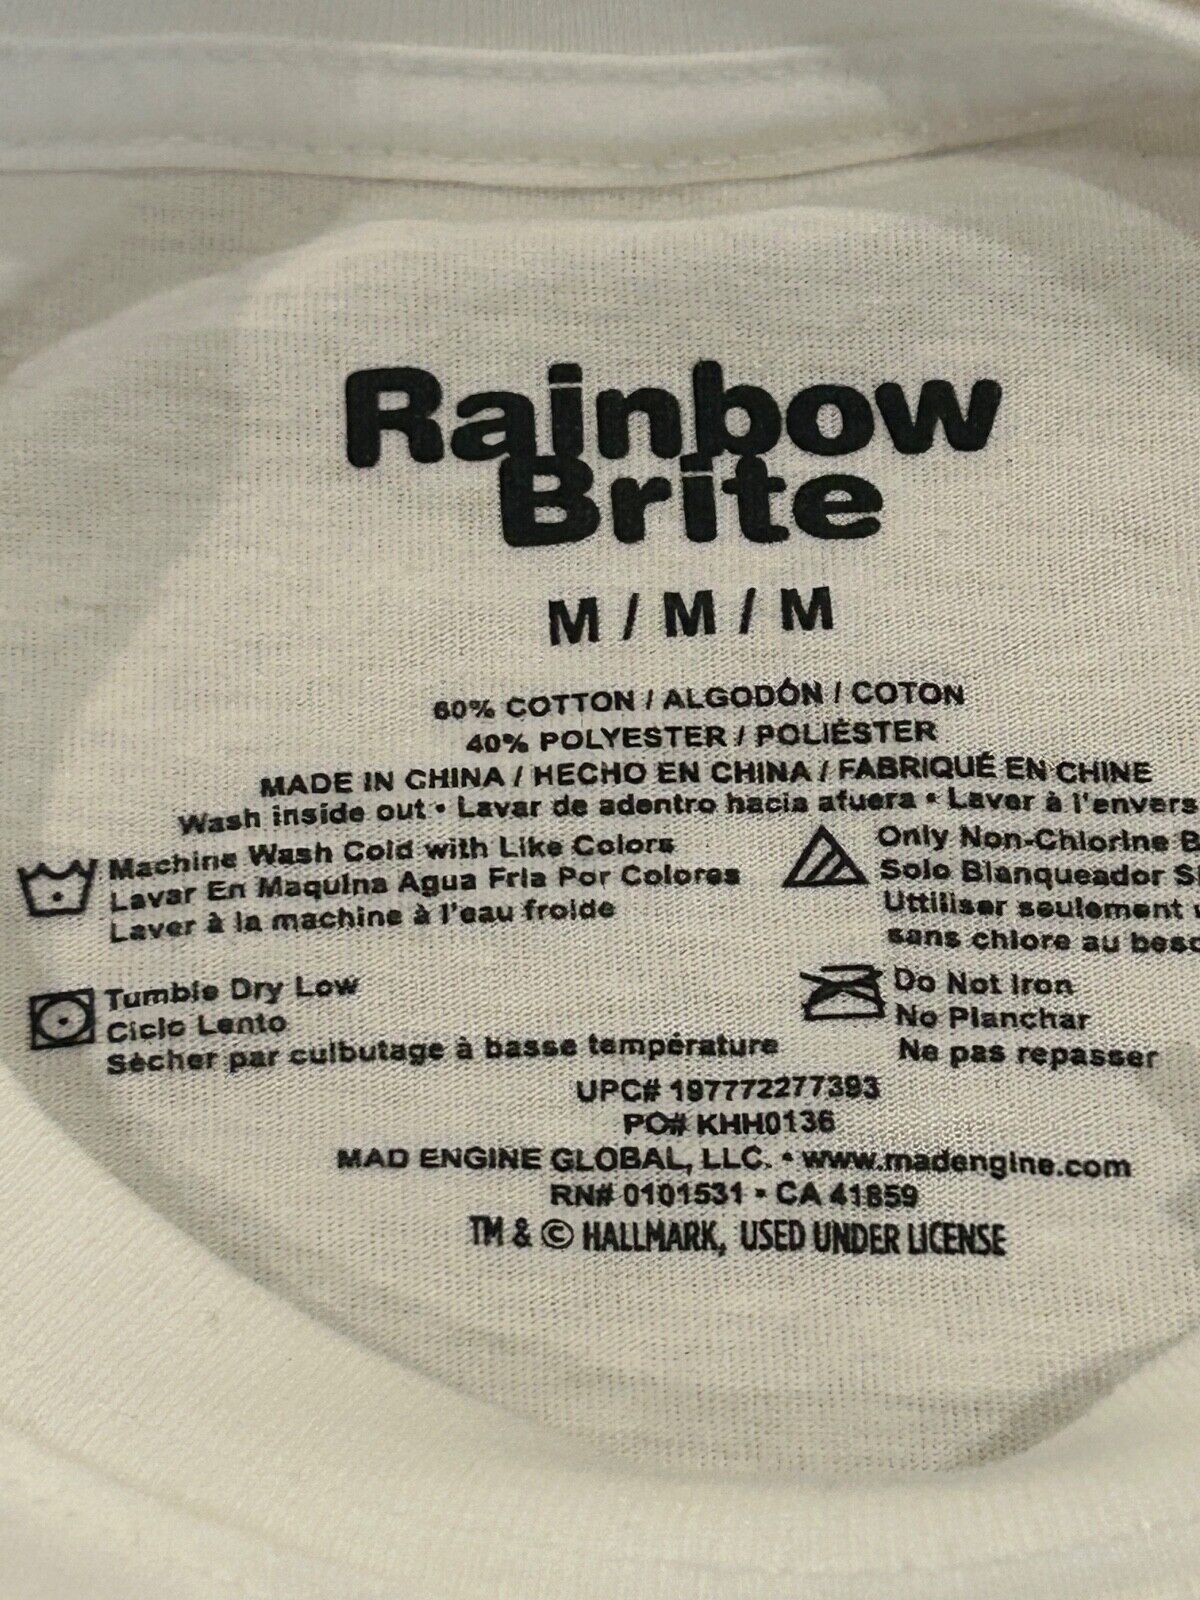 Rainbow
Brite
M / M / M
60% COTTON / ALGODÓN / COTON
40% POLYESTER / POLIÉSTER
MADE IN CHINA / HECHO EN CHINA / FABRIQUÉ EN CHINE
Wash inside out • Lavar de adentro hacia afuera • Laver à l'envers
Machine Wash Cold with Like Colors
Lavar En Maquina Agua Fria Por Colores
Laver à la machine à l'eau froide
Only Non-Chlorine
Solo Blanqueador
Uttiliser seulement
sans chlore au
Tumble Dry Low
Ciclo Lento
Sècher par culbutage à basse tempèrature
Do Not Iron
No Planchar
Ne pas repasser
UPC# 197772277393
PO# KHH0136
MAD ENGINE GLOBAL, LLC. • www.madengine.com
RN# 0101531 • CA 41859
TM & © HALLMARK, USED UNDER LICENSE